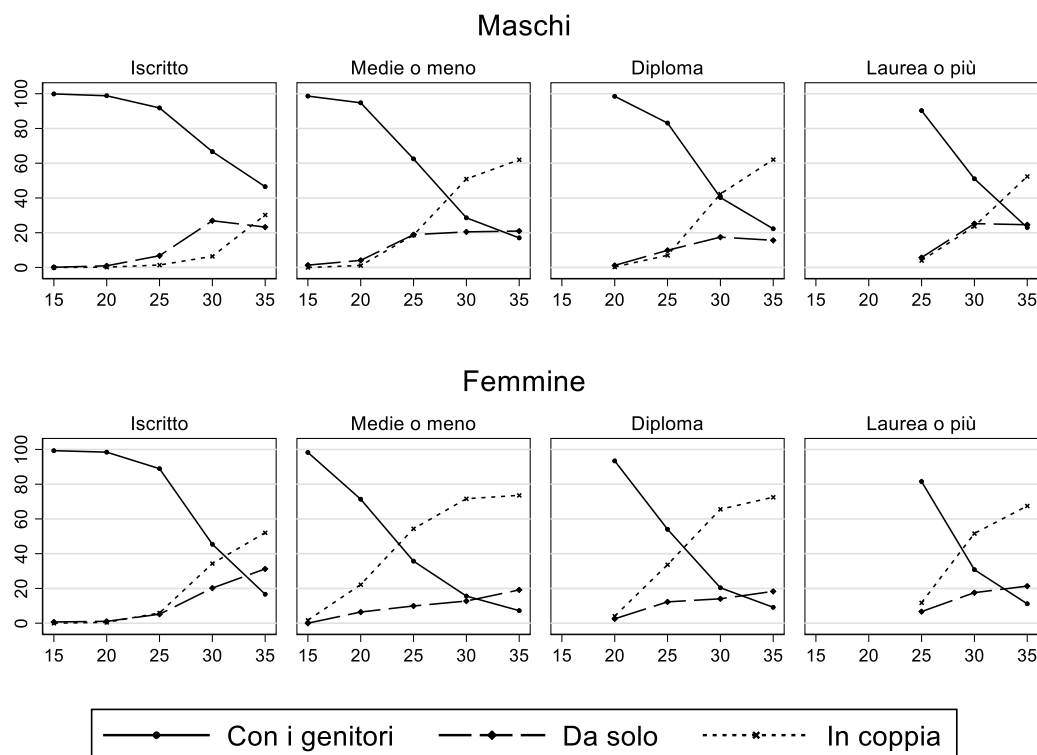 Maschi
Iscritto Medie o meno Diploma Laurea o più
0 20 40 60 80 100
15 20 25 30 35 15 20 25 30 35 15 20 25 30 35 15 20 25 30 35
Femmine
Iscritto Medie o meno Diploma Laurea o più
0 20 40 60 80 100
15 20 25 30 35 15 20 25 30 35 15 20 25 30 35 15 20 25 30 35
Con i genitori Da solo In coppia